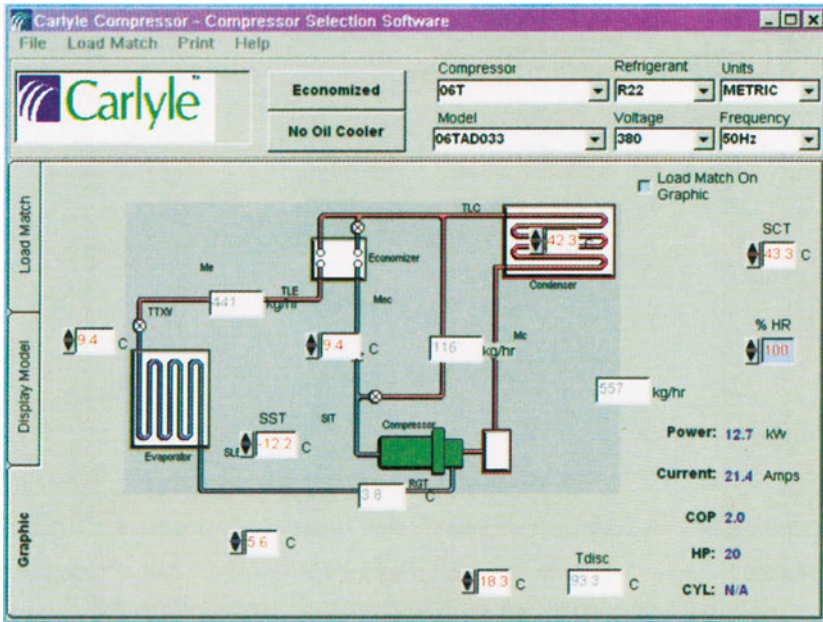 Carlyle Compressor - Compressor Selection Software
File Load Match Print Help
Carlyle™
Economized
No Oil Cooler
Compressor Refrigerant Units
06T R22 METRIC
Model Voltage Frequency
06TAD033 380 50Hz
Load Match
Display Model
Graphic
Load Match On
Graphic
TLC
SCT
42.3 C
43.3 C
Condenser
Economizer
Me
TLE
Mec
441 kg/hr
TTXV
9.4 C
9.4 C
116 kg/hr
Mc
% HR
100
557 kg/hr
SST
SIT
-12.2 C
Compressor
Evaporator
3.8 C
RGT
Power: 12.7 kW
Current: 21.4 Amps
COP 2.0
HP: 20
CYL: N/A
5.6 C
Tdisc
18.3 C
93.3 C